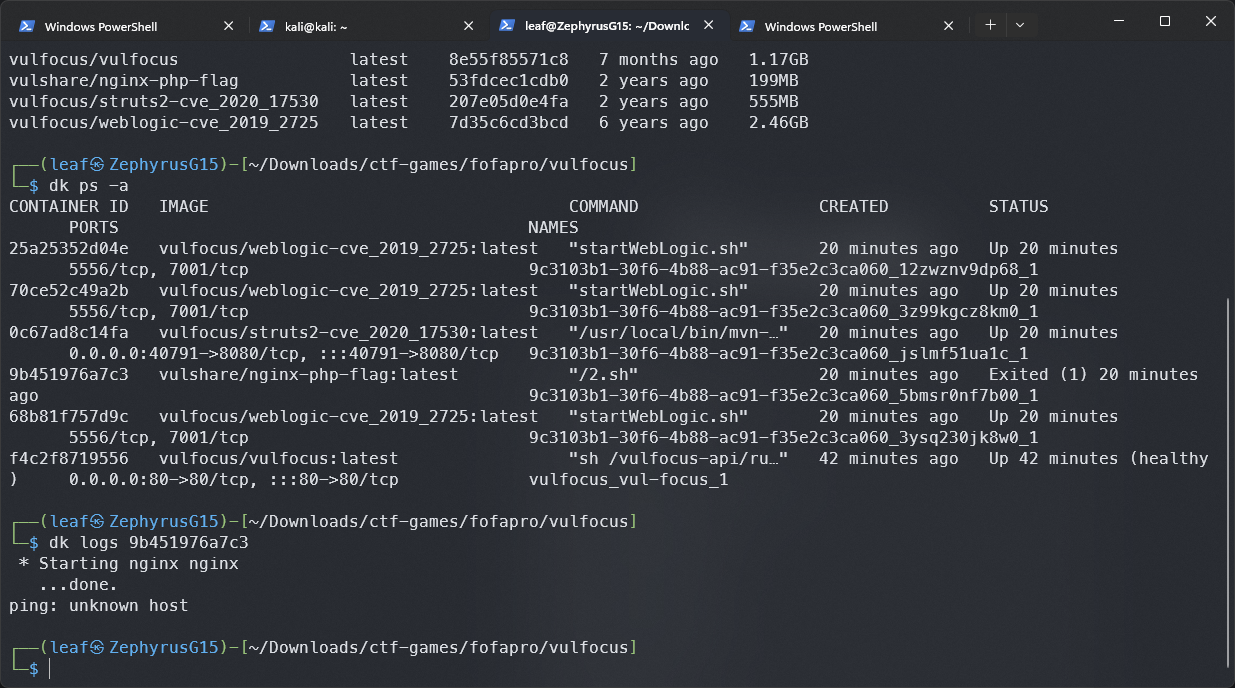 Windows PowerShell
kali@kali: ~
leaf@ZephyrusG15: ~/Downlc
Windows PowerShell
vulfocus/vulfocus latest 8e55f85571c8 7 months ago 1.17GB
vulshare/nginx-php-flag latest 53fdcec1cdb0 2 years ago 199MB
vulfocus/struts2-cve_2020_17530 latest 207e05d0e4fa 2 years ago 555MB
vulfocus/weblogic-cve_2019_2725 latest 7d35c6cd3bcd 6 years ago 2.46GB
┌──(leaf㉿ZephyrusG15)-[~/Downloads/ctf-games/fofapro/vulfocus]
└─$ dk ps -a
CONTAINER ID IMAGE COMMAND CREATED STATUS
PORTS NAMES
25a25352d04e vulfocus/weblogic-cve_2019_2725:latest "startWebLogic.sh" 20 minutes ago Up 20 minutes
5556/tcp, 7001/tcp 9c3103b1-30f6-4b88-ac91-f35e2c3ca060_12zwznv9dp68_1
70ce52c49a2b vulfocus/weblogic-cve_2019_2725:latest "startWebLogic.sh" 20 minutes ago Up 20 minutes
5556/tcp, 7001/tcp 9c3103b1-30f6-4b88-ac91-f35e2c3ca060_3z99kgcz8km0_1
0c67ad8c14fa vulfocus/struts2-cve_2020_17530:latest "/usr/local/bin/mvn-…" 20 minutes ago Up 20 minutes
0.0.0.0:40791->8080/tcp, :::40791->8080/tcp 9c3103b1-30f6-4b88-ac91-f35e2c3ca060_jslmf51ua1c_1
9b451976a7c3 vulshare/nginx-php-flag:latest "/2.sh" 20 minutes ago Exited (1) 20 minutes
ago 9c3103b1-30f6-4b88-ac91-f35e2c3ca060_5bmsr0nf7b00_1
68b81f757d9c vulfocus/weblogic-cve_2019_2725:latest "startWebLogic.sh" 20 minutes ago Up 20 minutes
5556/tcp, 7001/tcp 9c3103b1-30f6-4b88-ac91-f35e2c3ca060_3ysq230jk8w0_1
f4c2f8719556 vulfocus/vulfocus:latest "sh /vulfocus-api/ru…" 42 minutes ago Up 42 minutes (healthy
) 0.0.0.0:80->80/tcp, :::80->80/tcp vulfocus_vul-focus_1
┌──(leaf㉿ZephyrusG15)-[~/Downloads/ctf-games/fofapro/vulfocus]
└─$ dk logs 9b451976a7c3
* Starting nginx nginx
...done.
ping: unknown host
┌──(leaf㉿ZephyrusG15)-[~/Downloads/ctf-games/fofapro/vulfocus]
└─$